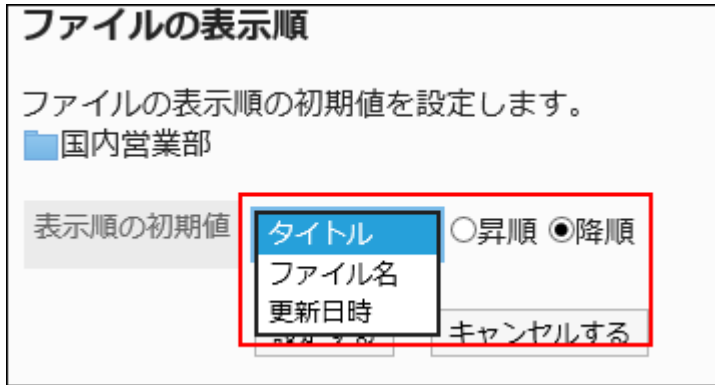 ファイルの表示順
ファイルの表示順の初期値を設定します。
国内営業部
表示順の初期値 タイトル 昇順 降順
ファイル名
更新日時
キャンセルする